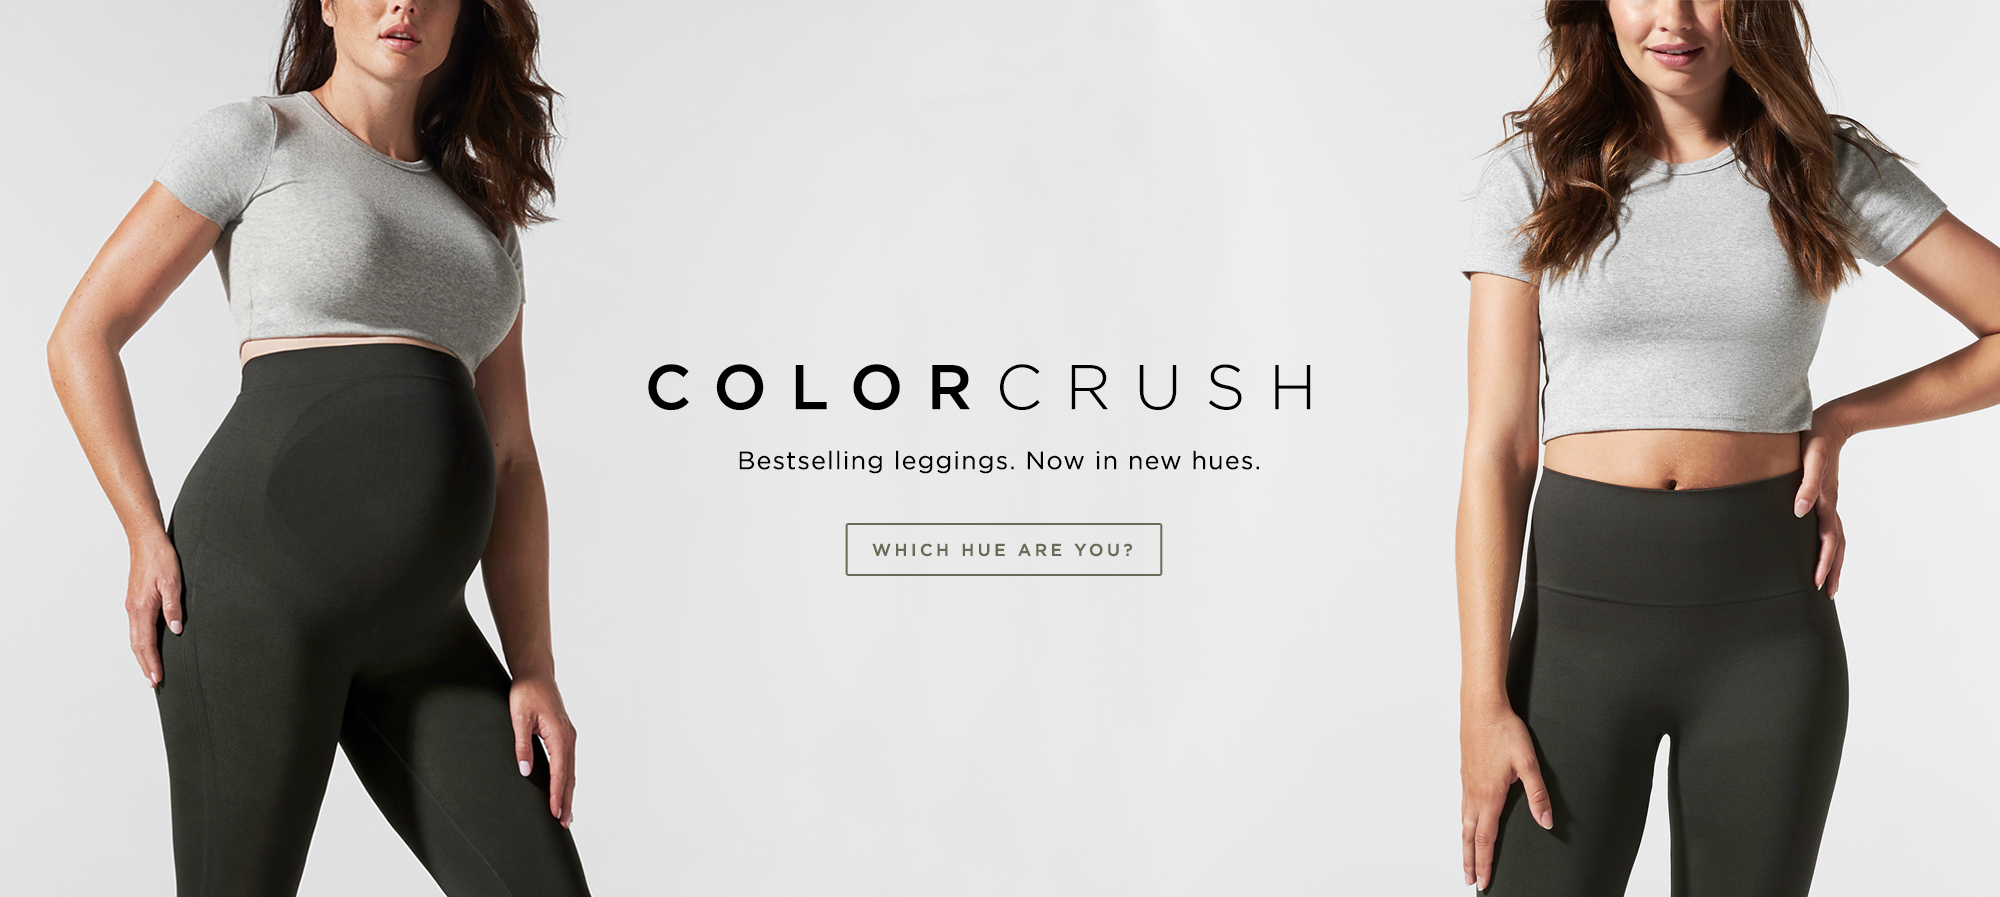 COLORCRUSH
Bestselling leggings. Now in new hues.
WHICH HUE ARE YOU?